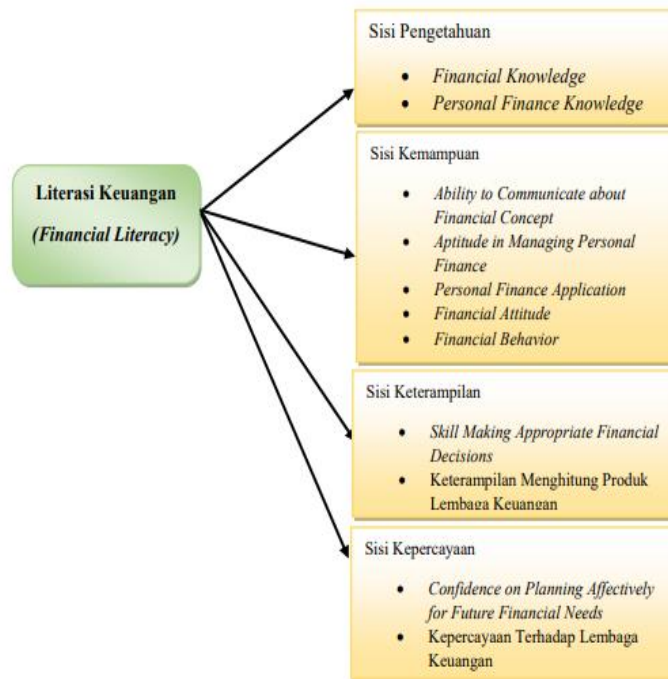 Literasi Keuangan
(Financial Literacy)
Sisi Pengetahuan
• Financial Knowledge
• Personal Finance Knowledge
Sisi Kemampuan
• Ability to Communicate about
Financial Concept
• Aptitude in Managing Personal
Finance
• Personal Finance Application
• Financial Attitude
• Financial Behavior
Sisi Keterampilan
• Skill Making Appropriate Financial
Decisions
• Keterampilan Menghitung Produk
Lembaga Keuangan
Sisi Kepercayaan
• Confidence on Planning Affectively
for Future Financial Needs
• Kepercayaan Terhadap Lembaga
Keuangan